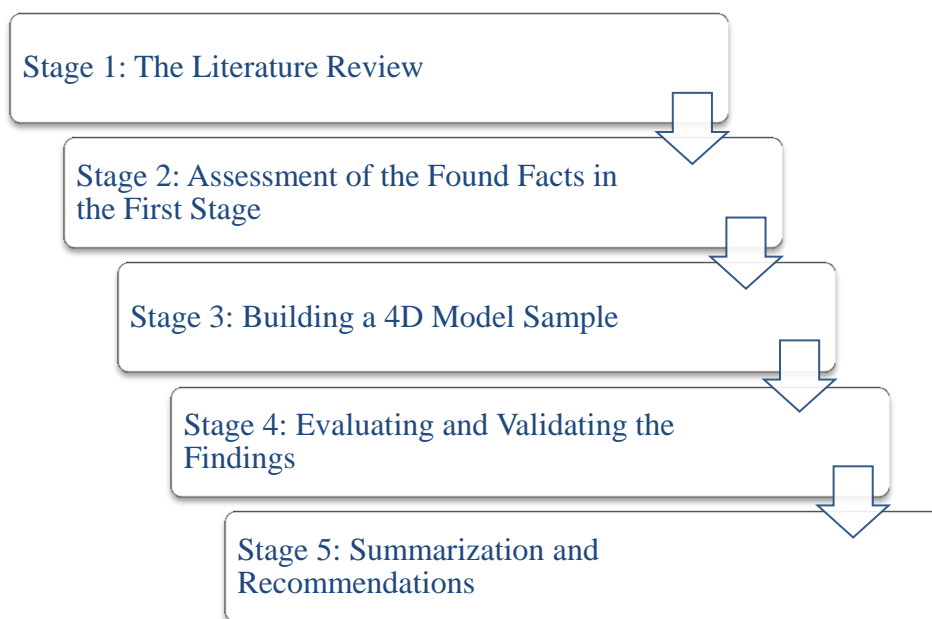 Stage 1: The Literature Review
Stage 2: Assessment of the Found Facts in
the First Stage
Stage 3: Building a 4D Model Sample
Stage 4: Evaluating and Validating the
Findings
Stage 5: Summarization and
Recommendations